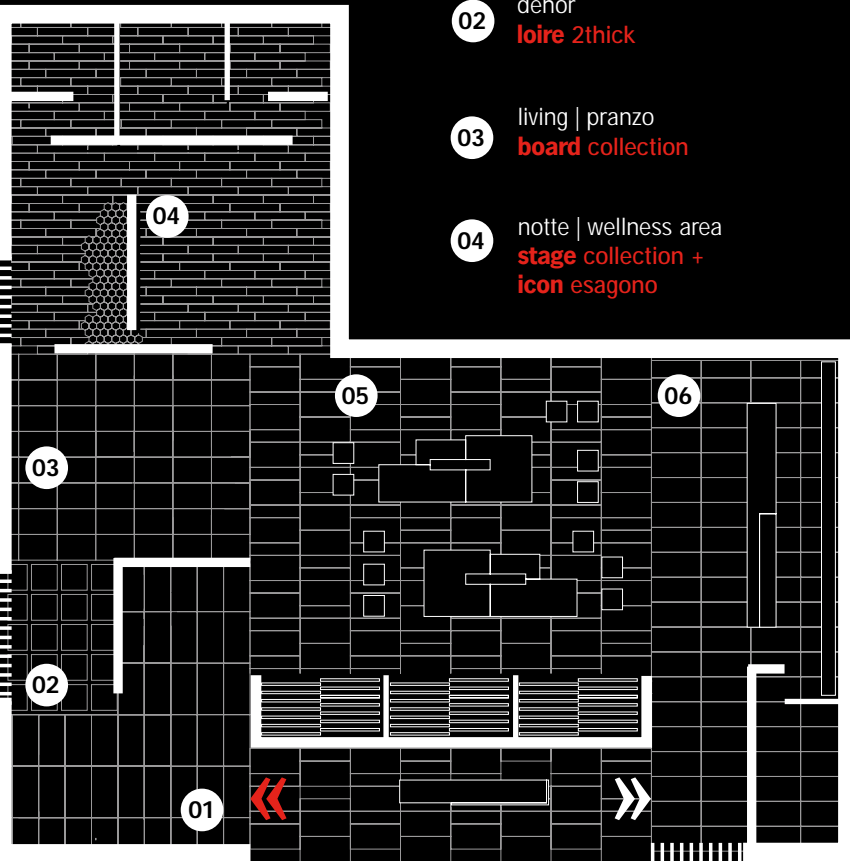 dehor
02
loire 2thick
living | pranzo
03
board collection
notte | wellness area
04
stage collection +
icon esagono
04
05
06
03
02
01